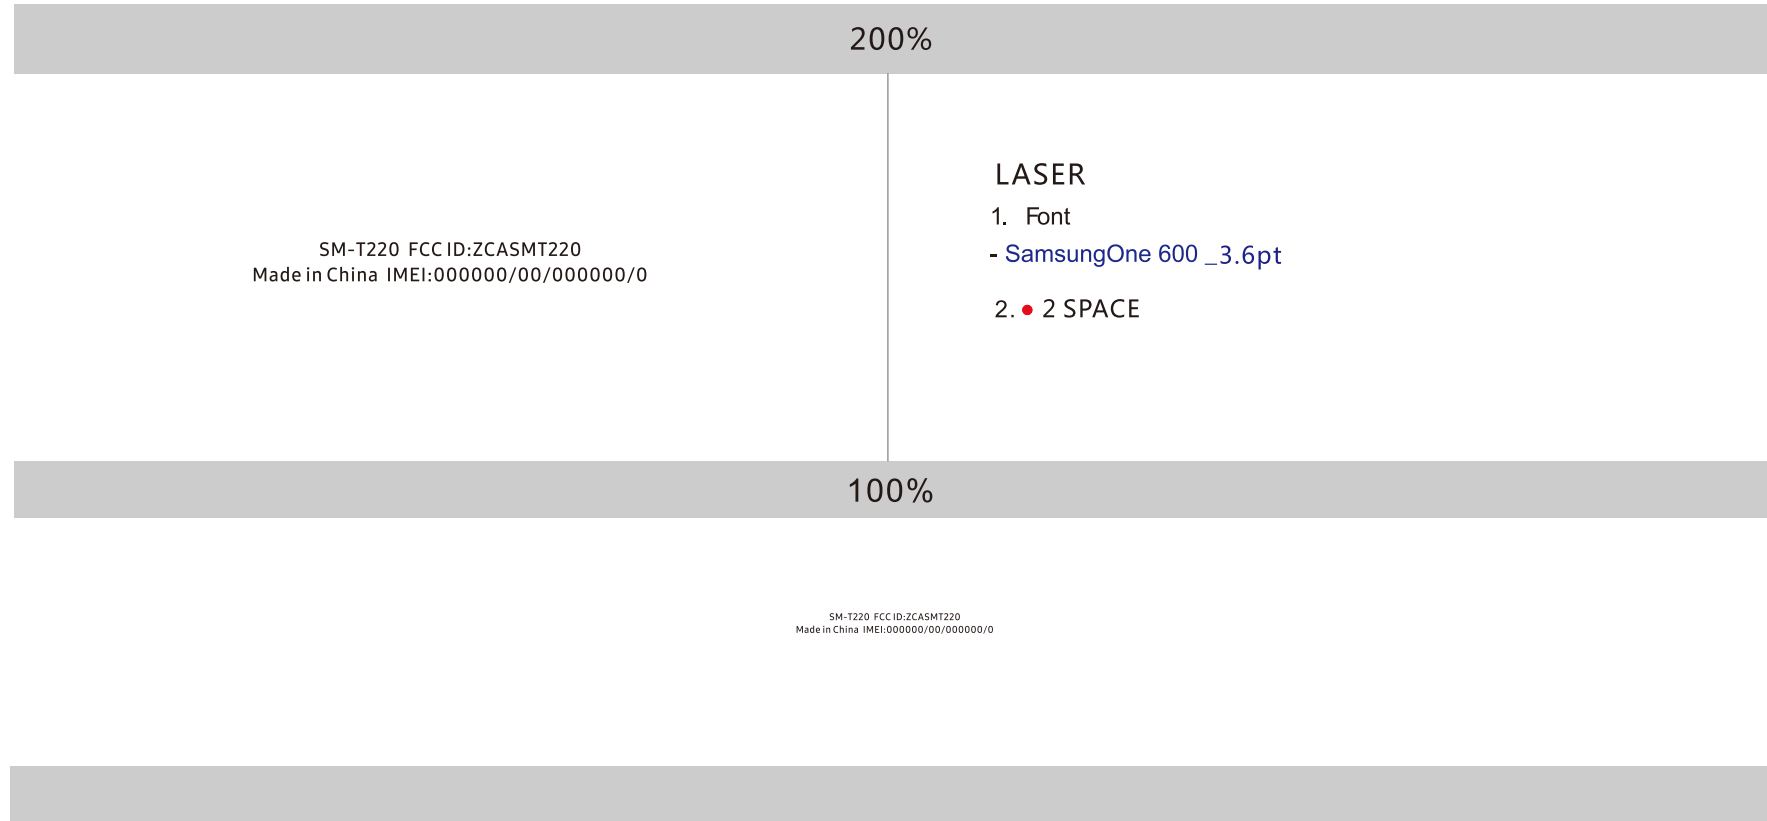 200%
SM-T220 FCC ID:ZCASMT220
Made in China IMEI:000000/00/000000/0
LASER
1. Font
- SamsungOne 600 _3.6pt
2. ● 2 SPACE
100%
SM-T220 FCC ID:ZCASMT220
Made in China IMEI:000000/00/000000/0